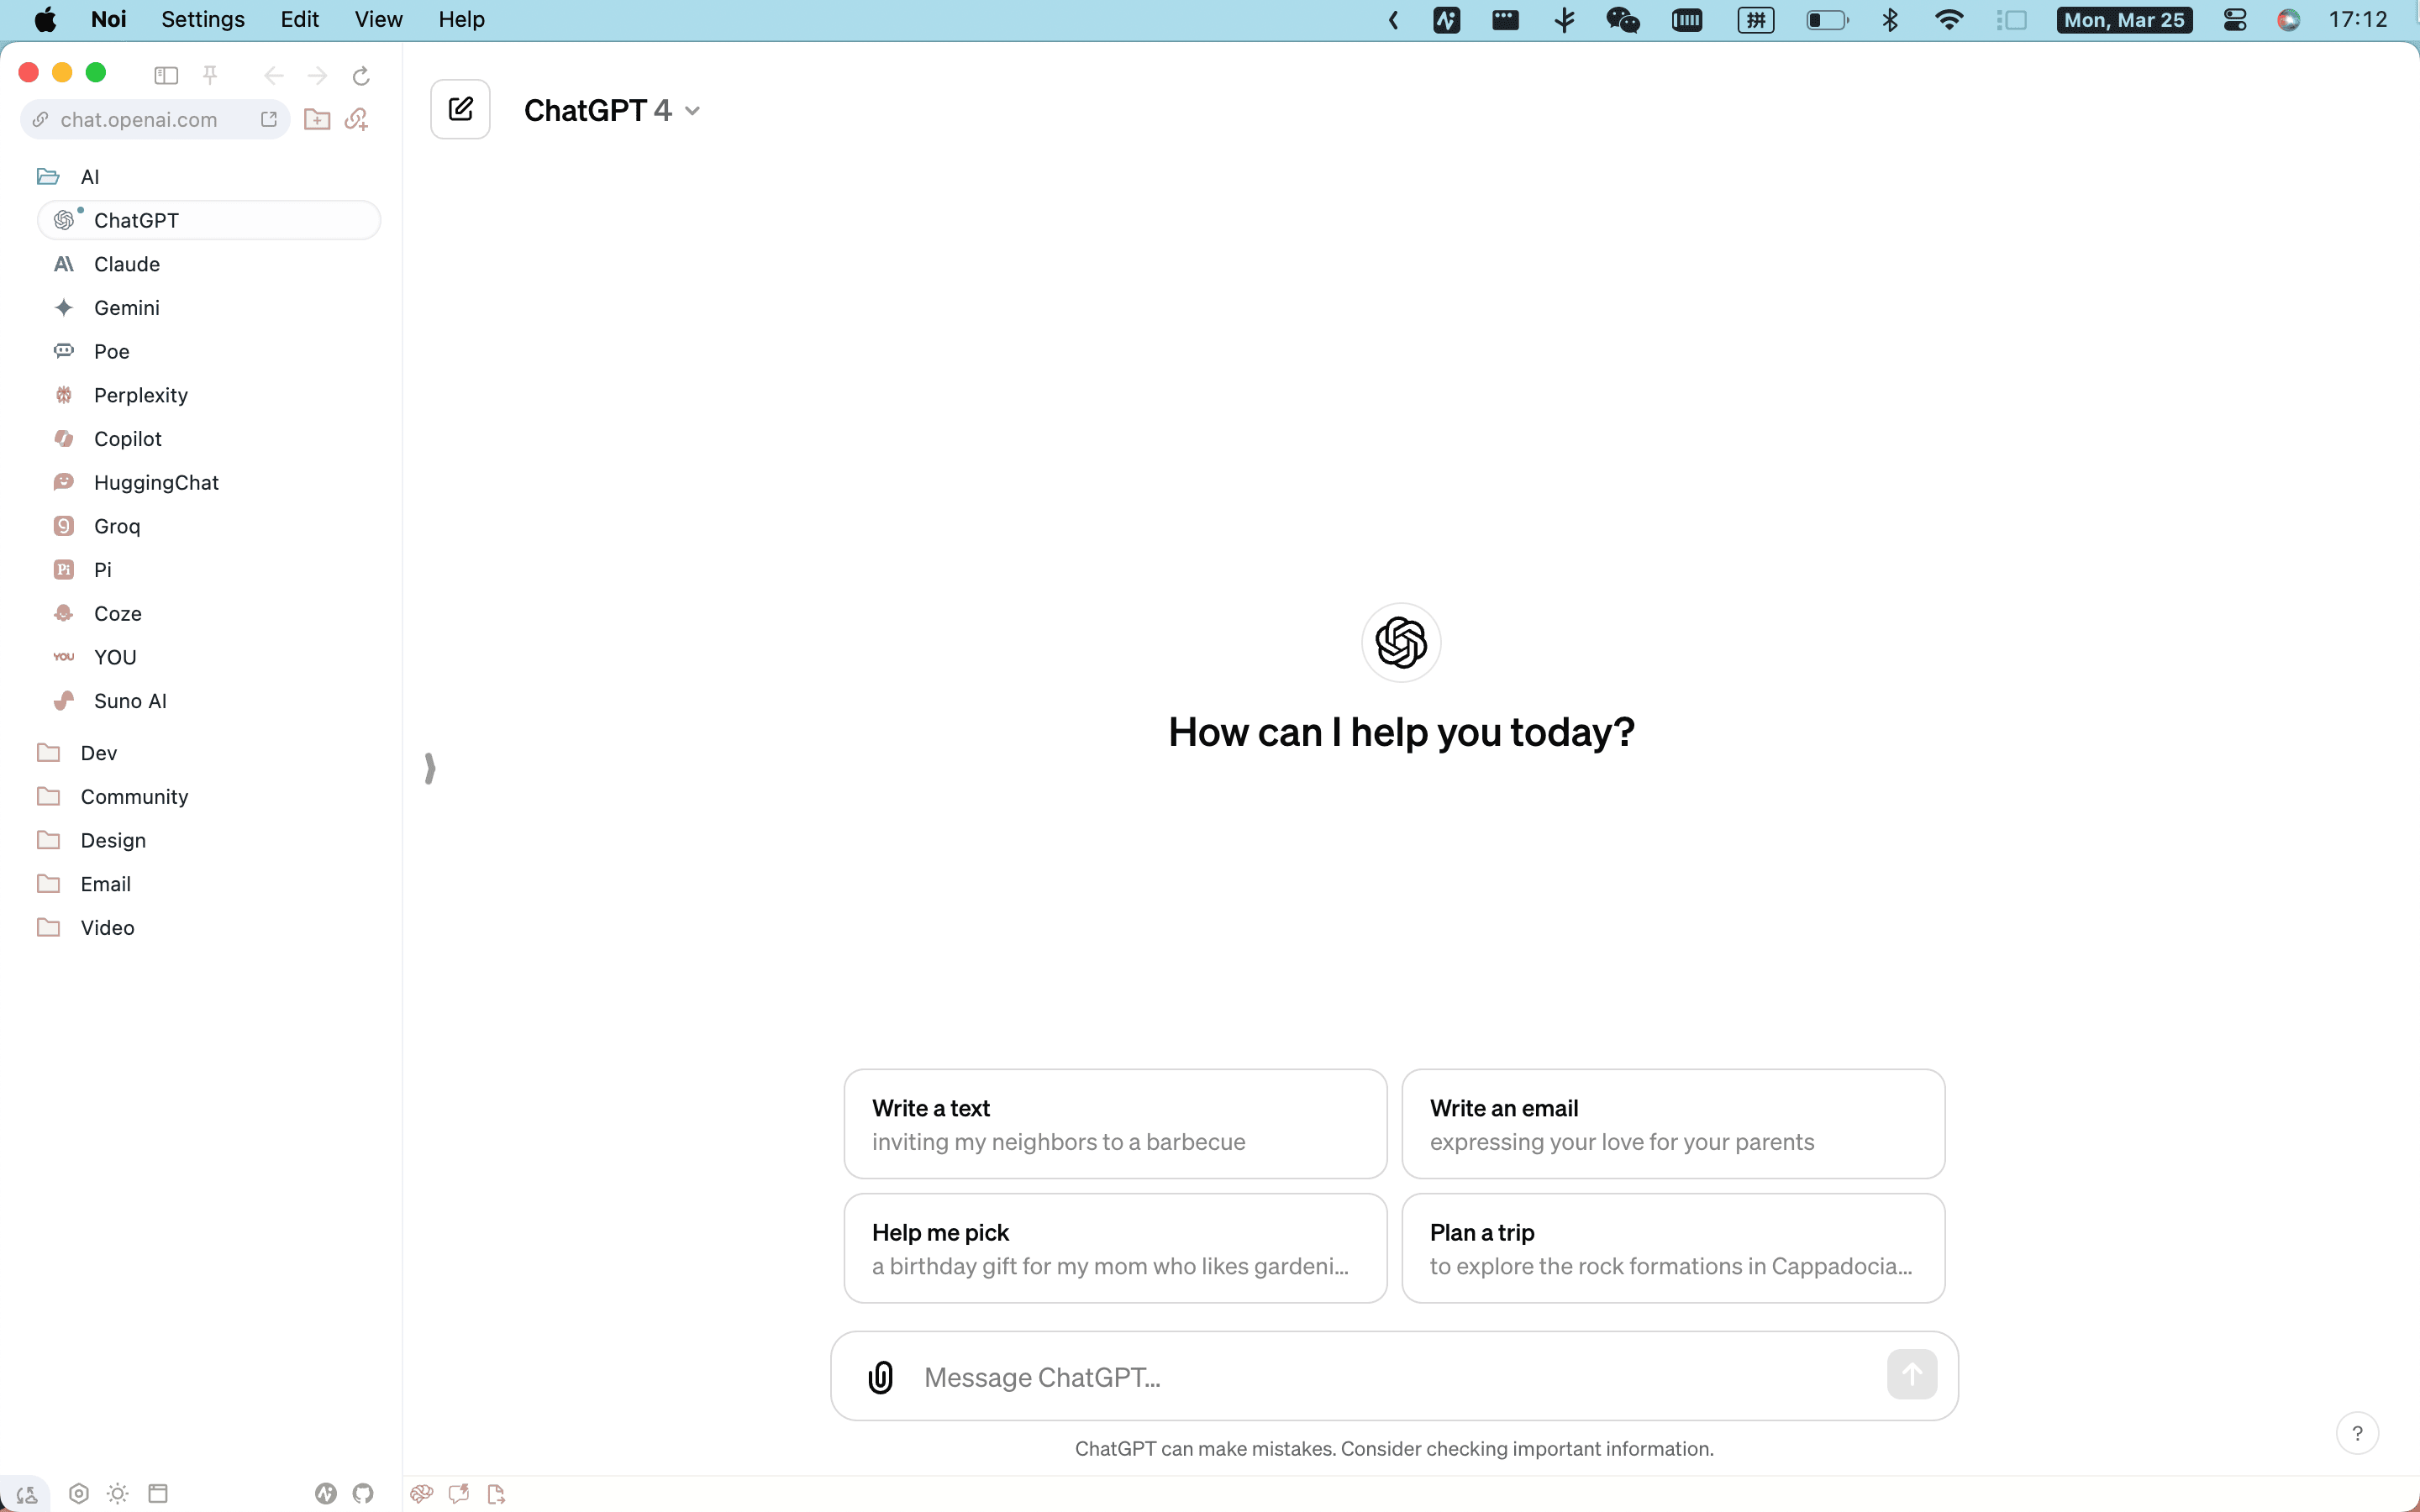 Noi Settings Edit View Help
拼 Mon, Mar 25 17:12
chat.openai.com
AI
ChatGPT
Claude
Gemini
Poe
Perplexity
Copilot
HuggingChat
Groq
Pi Pi
Coze
YOU YOU
Suno AI
Dev
Community
Design
Email
Video
ChatGPT 4
How can I help you today?
Write a text
inviting my neighbors to a barbecue
Write an email
expressing your love for your parents
Help me pick
a birthday gift for my mom who likes gardeni...
Plan a trip
to explore the rock formations in Cappadocia...
Message ChatGPT...
ChatGPT can make mistakes. Consider checking important information.
?